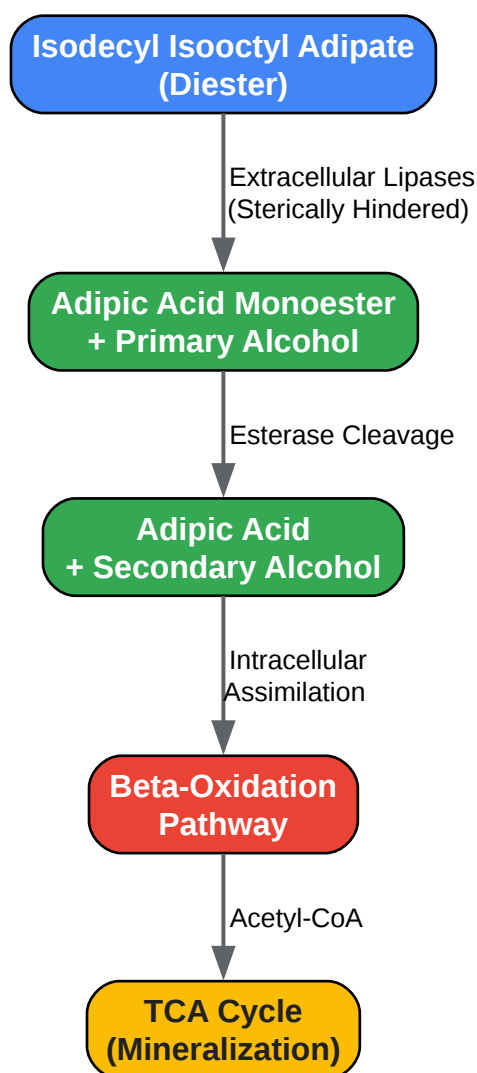 Isodecyl Isooctyl Adipate
(Diester)
Extracellular Lipases
(Sterically Hindered)
Adipic Acid Monoester
+ Primary Alcohol
Esterase Cleavage
Adipic Acid
+ Secondary Alcohol
Intracellular
Assimilation
Beta-Oxidation
Pathway
Acetyl-CoA
TCA Cycle
(Mineralization)